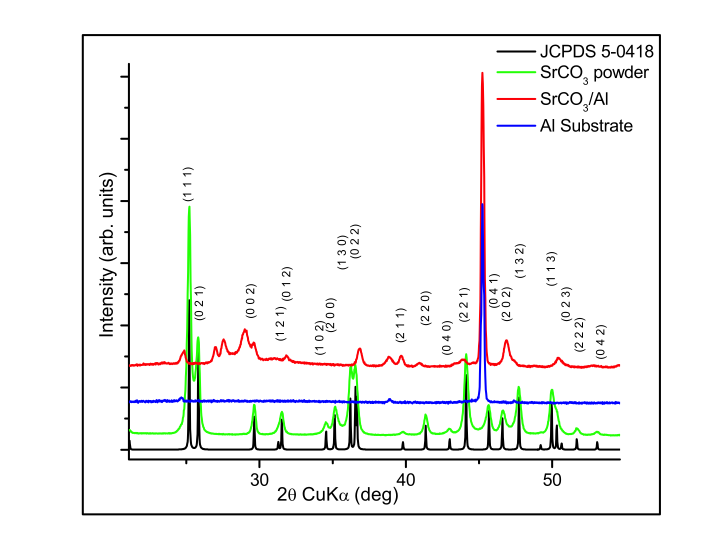 JCPDS 5-0418
SrCO₃ powder
SrCO₃/Al
Al Substrate
Intensity (arb. units)
(1 1 1)
(0 2 1)
(0 0 2)
(1 2 1)
(0 1 2)
(1 0 2)
(2 0 0)
(1 3 0)
(0 2 2)
(2 1 1)
(2 2 0)
(0 4 0)
(2 2 1)
(0 4 1)
(2 0 2)
(1 3 2)
(1 1 3)
(0 2 3)
(2 2 2)
(0 4 2)
30 40 50
2θ CuKα (deg)